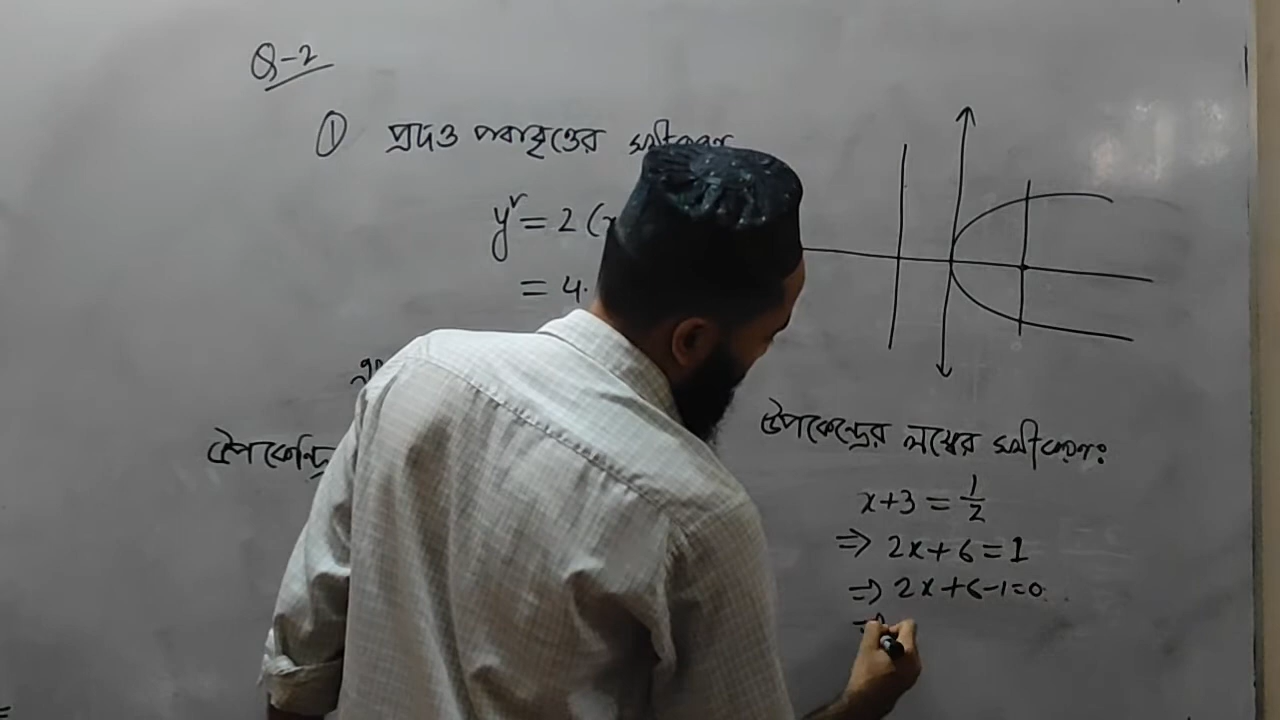 Q-2
① প্রদত্ত পরাবৃত্তের সমীকরণ
y² = 2 (x
= 4.
উপকেন্দ্রি
উপকেন্দ্রের লম্বের সমীকরণঃ
x+3 = 1/2
⇒ 2x+6=1
⇒ 2x+6-1=0
⇒